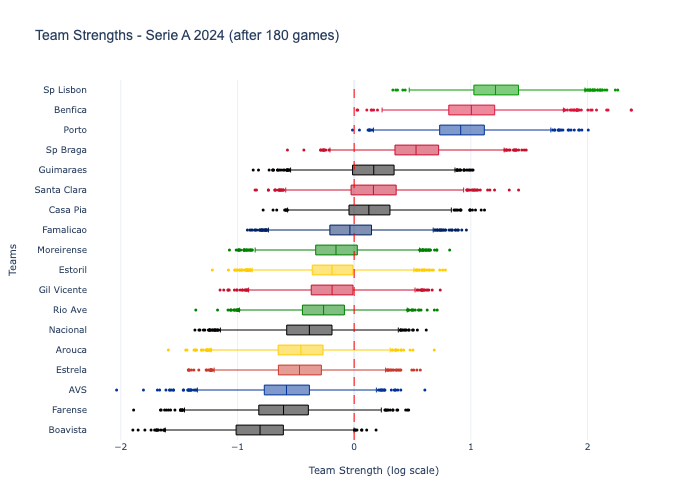 Team Strengths - Serie A 2024 (after 180 games)
Sp Lisbon
Benfica
Porto
Sp Braga
Guimaraes
Santa Clara
Casa Pia
Famalicao
Moreirense
Estoril
Gil Vicente
Rio Ave
Nacional
Arouca
Estrela
AVS
Farense
Boavista
Teams
−2 −1 0 1 2
Team Strength (log scale)